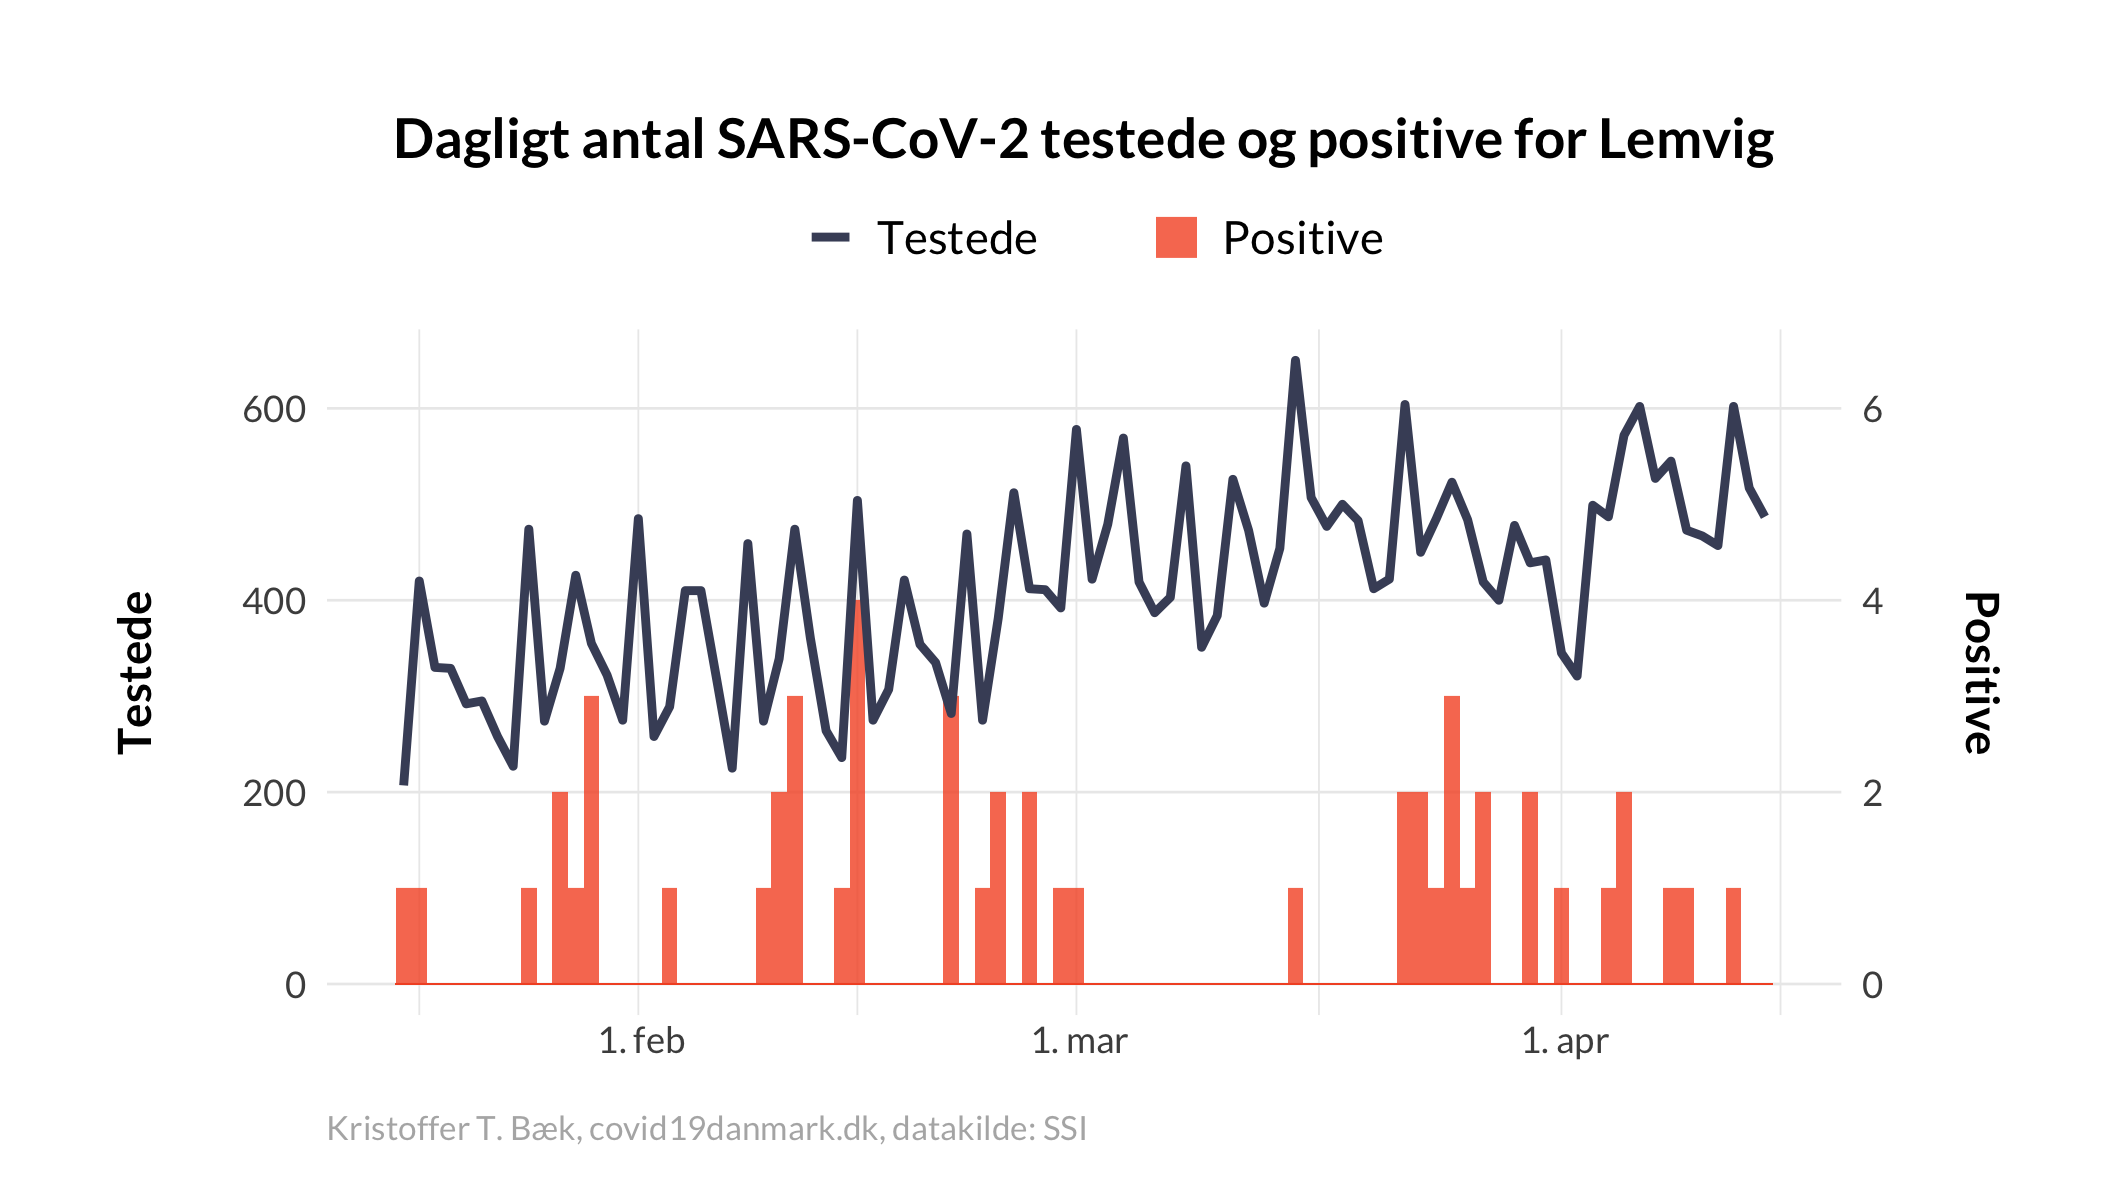 Dagligt antal SARS-CoV-2 testede og positive for Lemvig
Testede
Positive
600
400
200
0
6
4
2
0
Testede
Positive
1. feb
1. mar
1. apr
Kristoffer T. Bæk, covid19danmark.dk, datakilde: SSI